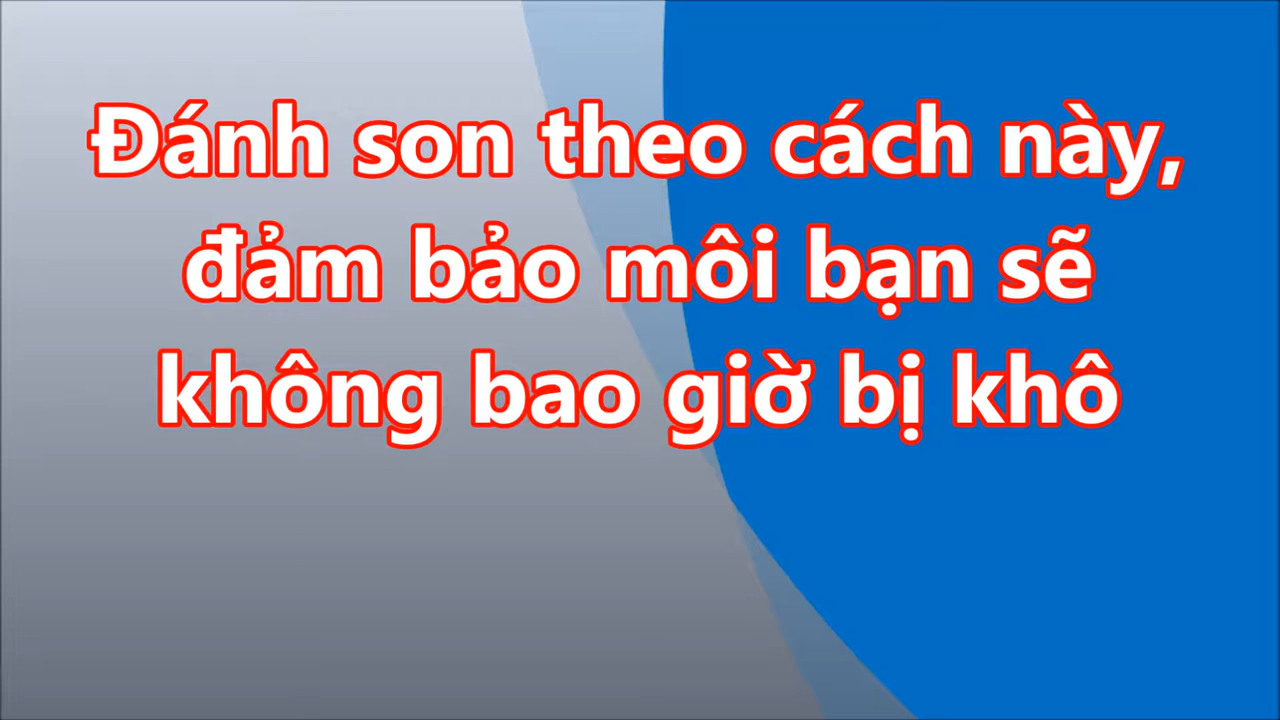 Đánh son theo cách này,
đảm bảo môi bạn sẽ
không bao giờ bị khô